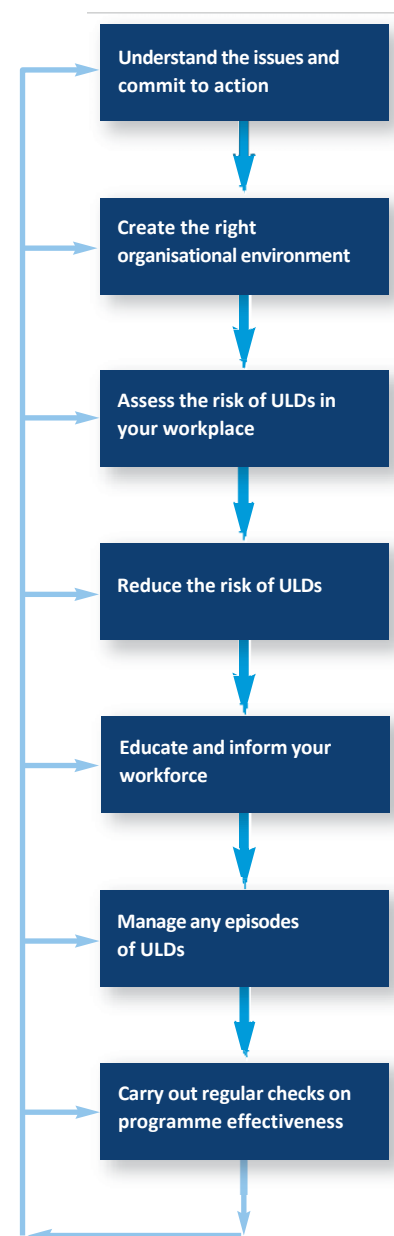 Understand the issues and
commit to action
Create the right
organisational environment
Assess the risk of ULDs in
your workplace
Reduce the risk of ULDs
Educate and inform your
workforce
Manage any episodes
of ULDs
Carry out regular checks on
programme effectiveness